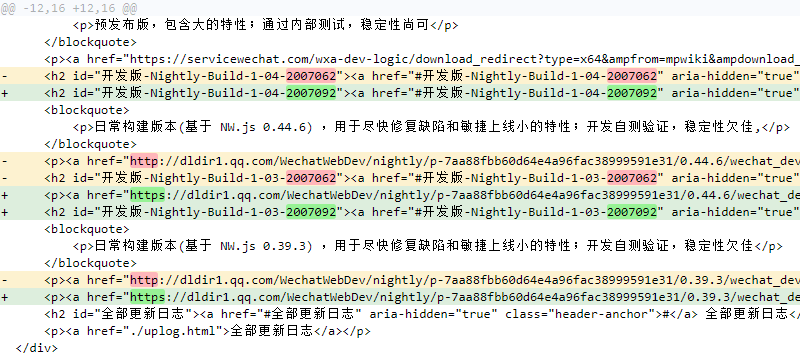 @@ -12,16 +12,16 @@
<p>预发布版，包含大的特性；通过内部测试，稳定性尚可</p>
</blockquote>
<p><a href="https://servicewechat.com/wxa-dev-logic/download_redirect?type=x64&ampfrom=mpwiki&ampdownload_
- <h2 id="开发版-Nightly-Build-1-04-2007062"><a href="#开发版-Nightly-Build-1-04-2007062" aria-hidden="true"
+ <h2 id="开发版-Nightly-Build-1-04-2007092"><a href="#开发版-Nightly-Build-1-04-2007092" aria-hidden="true"
<blockquote>
<p>日常构建版本(基于 NW.js 0.44.6) ，用于尽快修复缺陷和敏捷上线小的特性；开发自测验证，稳定性欠佳,</p>
</blockquote>
- <p><a href="http://dldir1.qq.com/WechatWebDev/nightly/p-7aa88fbb60d64e4a96fac38999591e31/0.44.6/wechat_dev
- <h2 id="开发版-Nightly-Build-1-03-2007062"><a href="#开发版-Nightly-Build-1-03-2007062" aria-hidden="true"
+ <p><a href="https://dldir1.qq.com/WechatWebDev/nightly/p-7aa88fbb60d64e4a96fac38999591e31/0.44.6/wechat_de
+ <h2 id="开发版-Nightly-Build-1-03-2007092"><a href="#开发版-Nightly-Build-1-03-2007092" aria-hidden="true"
<blockquote>
<p>日常构建版本(基于 NW.js 0.39.3) ，用于尽快修复缺陷和敏捷上线小的特性；开发自测验证，稳定性欠佳</p>
</blockquote>
- <p><a href="http://dldir1.qq.com/WechatWebDev/nightly/p-7aa88fbb60d64e4a96fac38999591e31/0.39.3/wechat_dev
+ <p><a href="https://dldir1.qq.com/WechatWebDev/nightly/p-7aa88fbb60d64e4a96fac38999591e31/0.39.3/wechat_de
<h2 id="全部更新日志"><a href="#全部更新日志" aria-hidden="true" class="header-anchor">#</a> 全部更新日志</h2>
<p><a href="./uplog.html">全部更新日志</a></p>
</div>